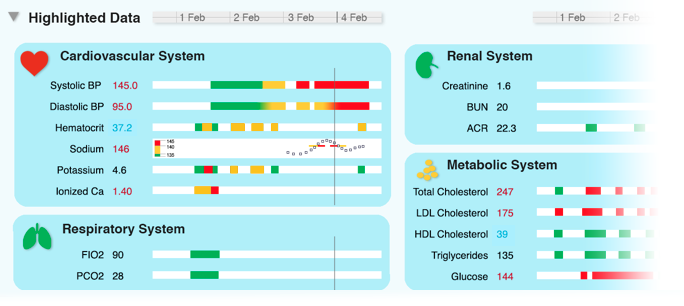 Highlighted Data
1 Feb 2 Feb 3 Feb 4 Feb
1 Feb 2 Feb
Cardiovascular System
Systolic BP 145.0
Diastolic BP 95.0
Hematocrit 37.2
Sodium 146
145
140
135
Potassium 4.6
Ionized Ca 1.40
Respiratory System
FIO2 90
PCO2 28
Renal System
Creatinine 1.6
BUN 20
ACR 22.3
Metabolic System
Total Cholesterol 247
LDL Cholesterol 175
HDL Cholesterol 39
Triglycerides 135
Glucose 144